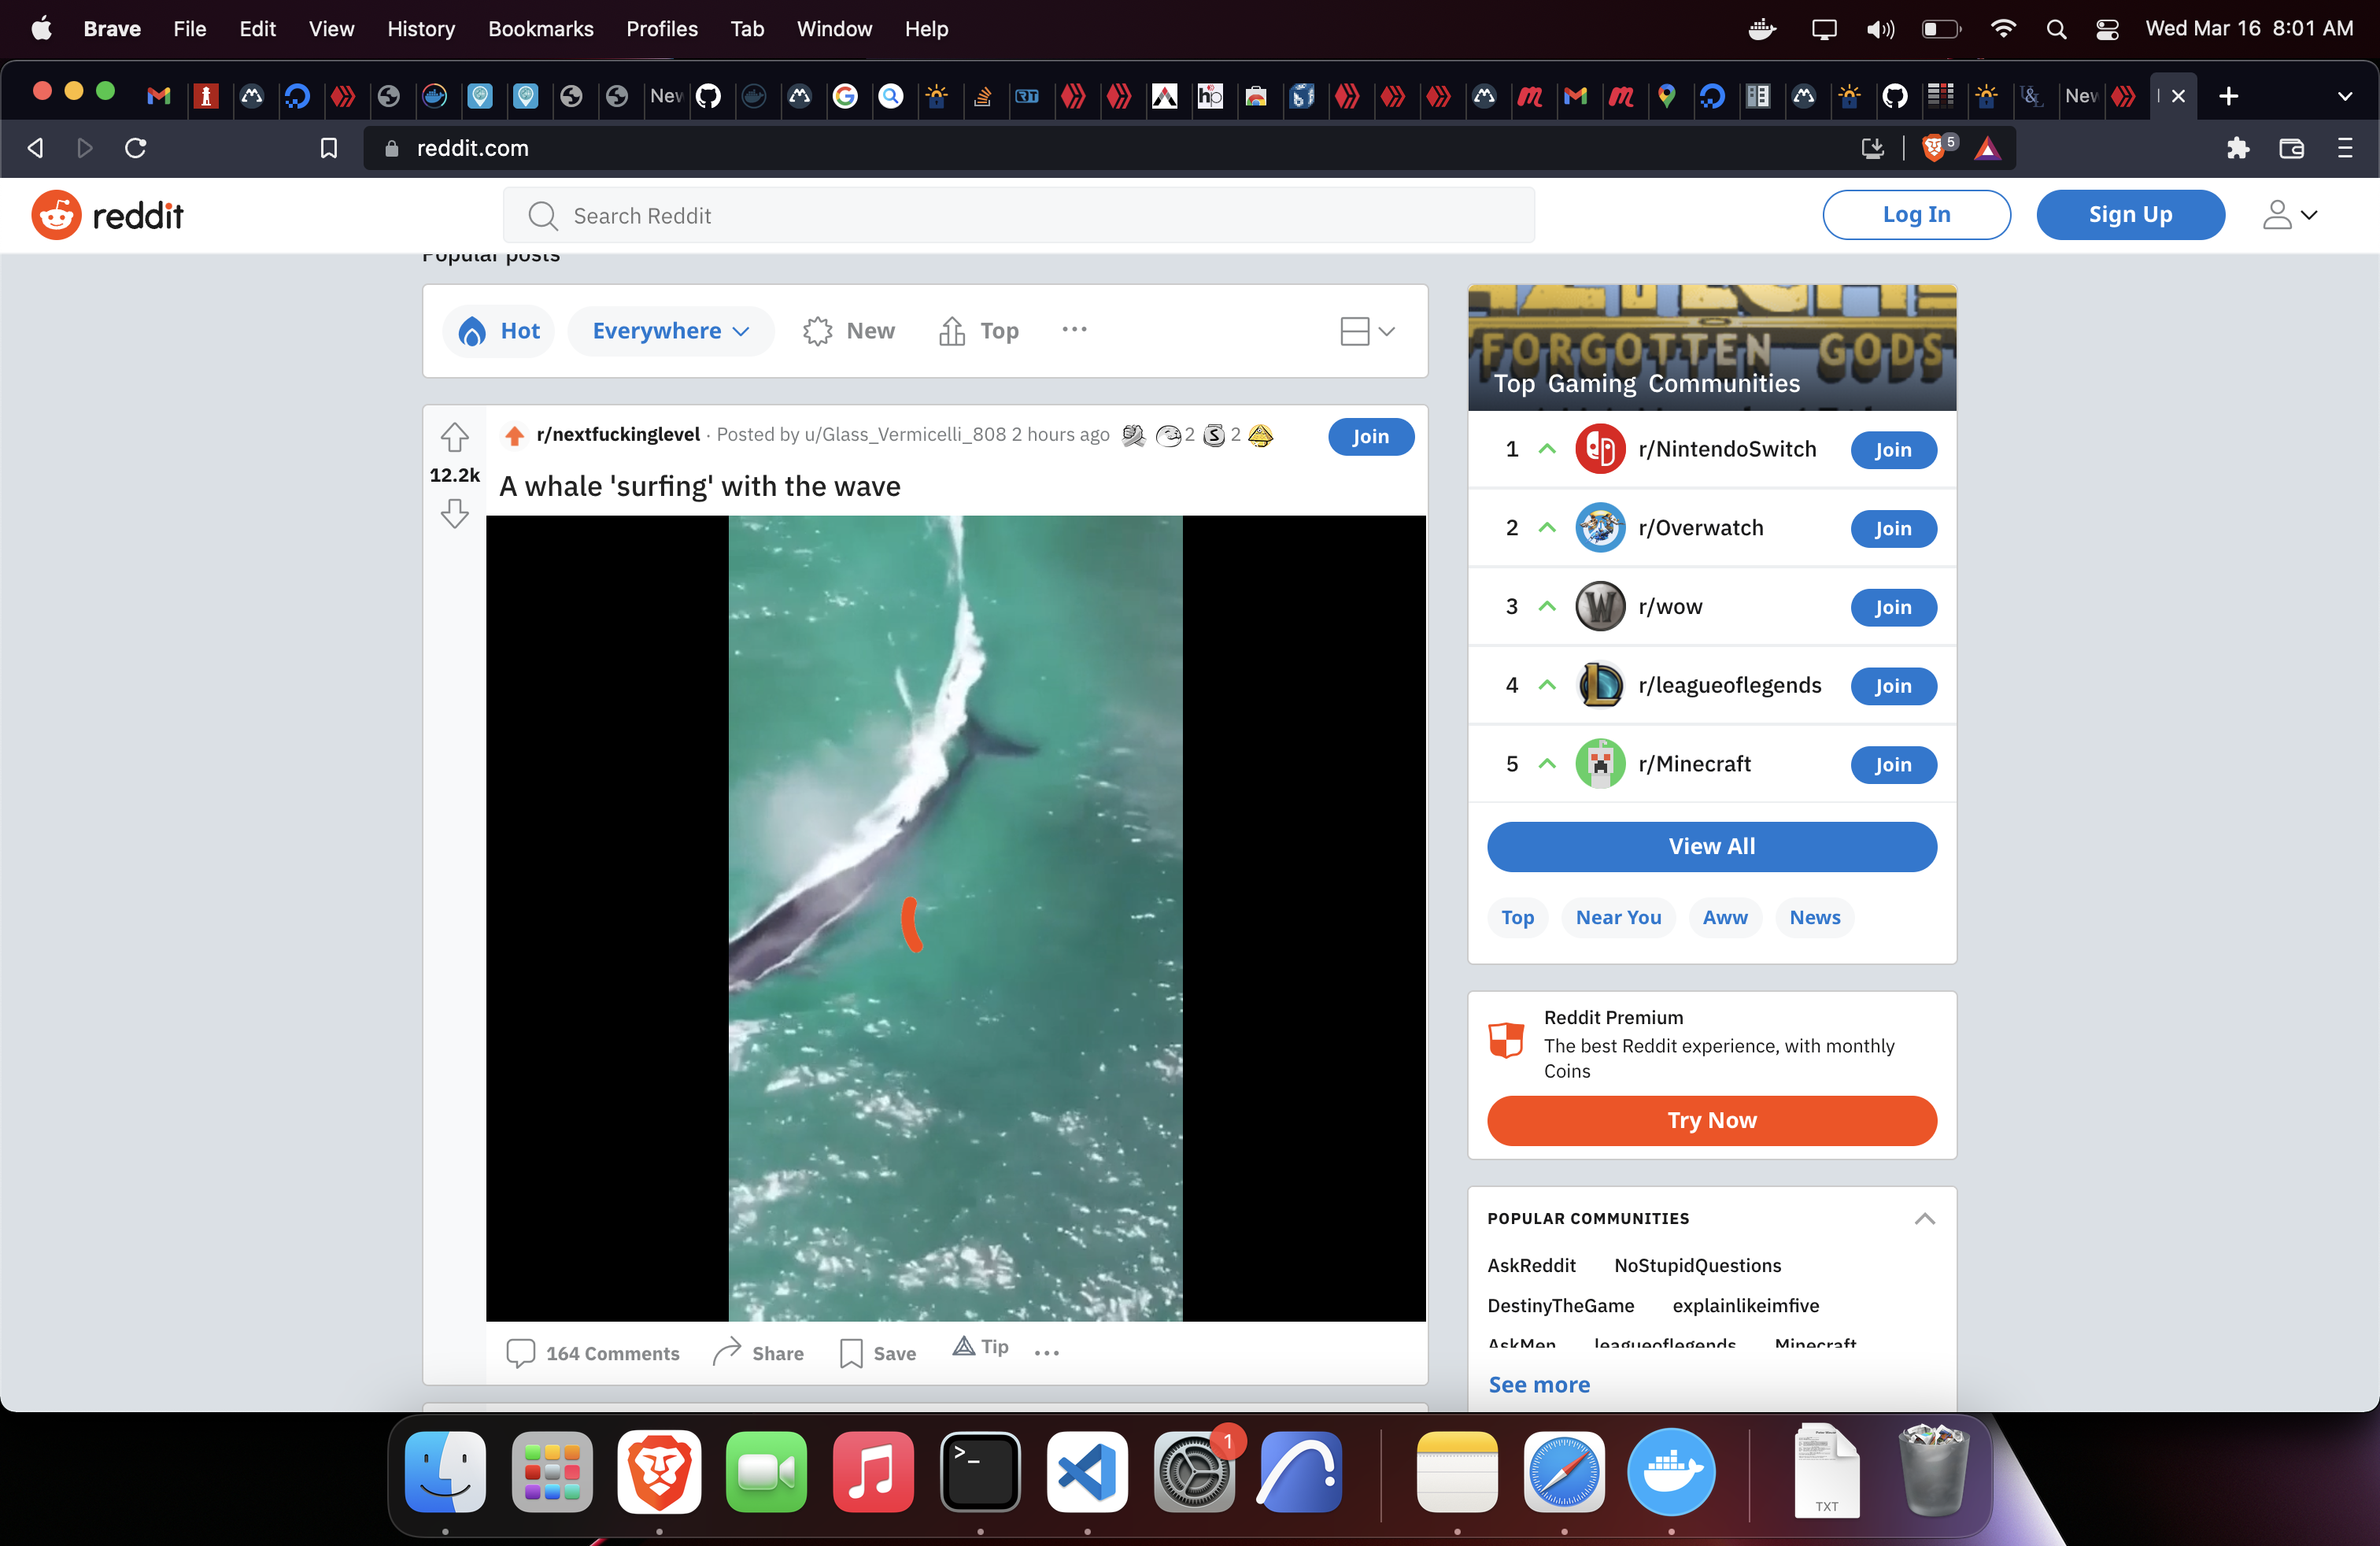 Brave File Edit View History Bookmarks Profiles Tab Window Help Wed Mar 16 8:01 AM
New New
reddit.com 5
reddit Search Reddit Log In Sign Up
Popular posts
Hot Everywhere New Top
r/nextfuckinglevel · Posted by u/Glass_Vermicelli_808 2 hours ago 2 2 Join
12.2k
A whale 'surfing' with the wave
164 Comments Share Save Tip
FORGOTTEN GODS
Top Gaming Communities
1 r/NintendoSwitch Join
2 r/Overwatch Join
3 r/wow Join
4 r/leagueoflegends Join
5 r/Minecraft Join
View All
Top Near You Aww News
Reddit Premium
The best Reddit experience, with monthly
Coins
Try Now
POPULAR COMMUNITIES
AskReddit NoStupidQuestions
DestinyTheGame explainlikeimfive
AskMen leagueoflegends Minecraft
See more
1
TXT